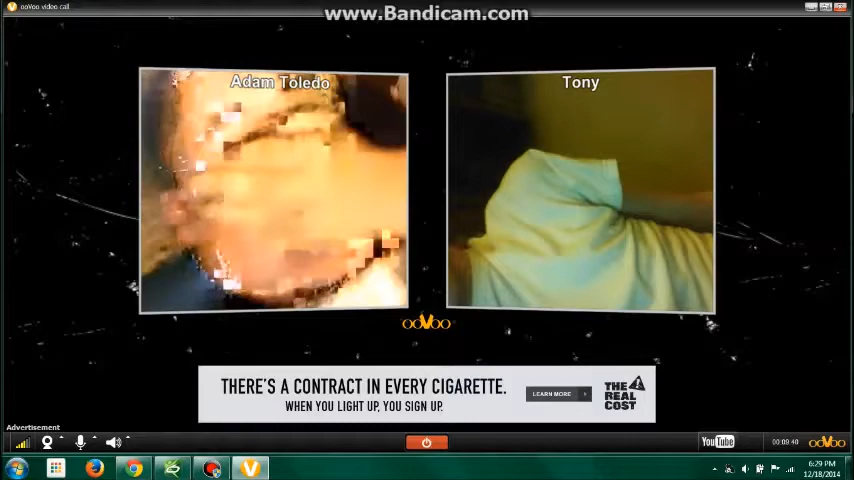 www.Bandicam.com
ooVoo video call
Adam Toledo
Tony
ooVoo
THERE'S A CONTRACT IN EVERY CIGARETTE.
WHEN YOU LIGHT UP, YOU SIGN UP.
LEARN MORE
THE REAL COST
Advertisement
YouTube
00:09:40
ooVoo
6:29 PM
12/18/2014